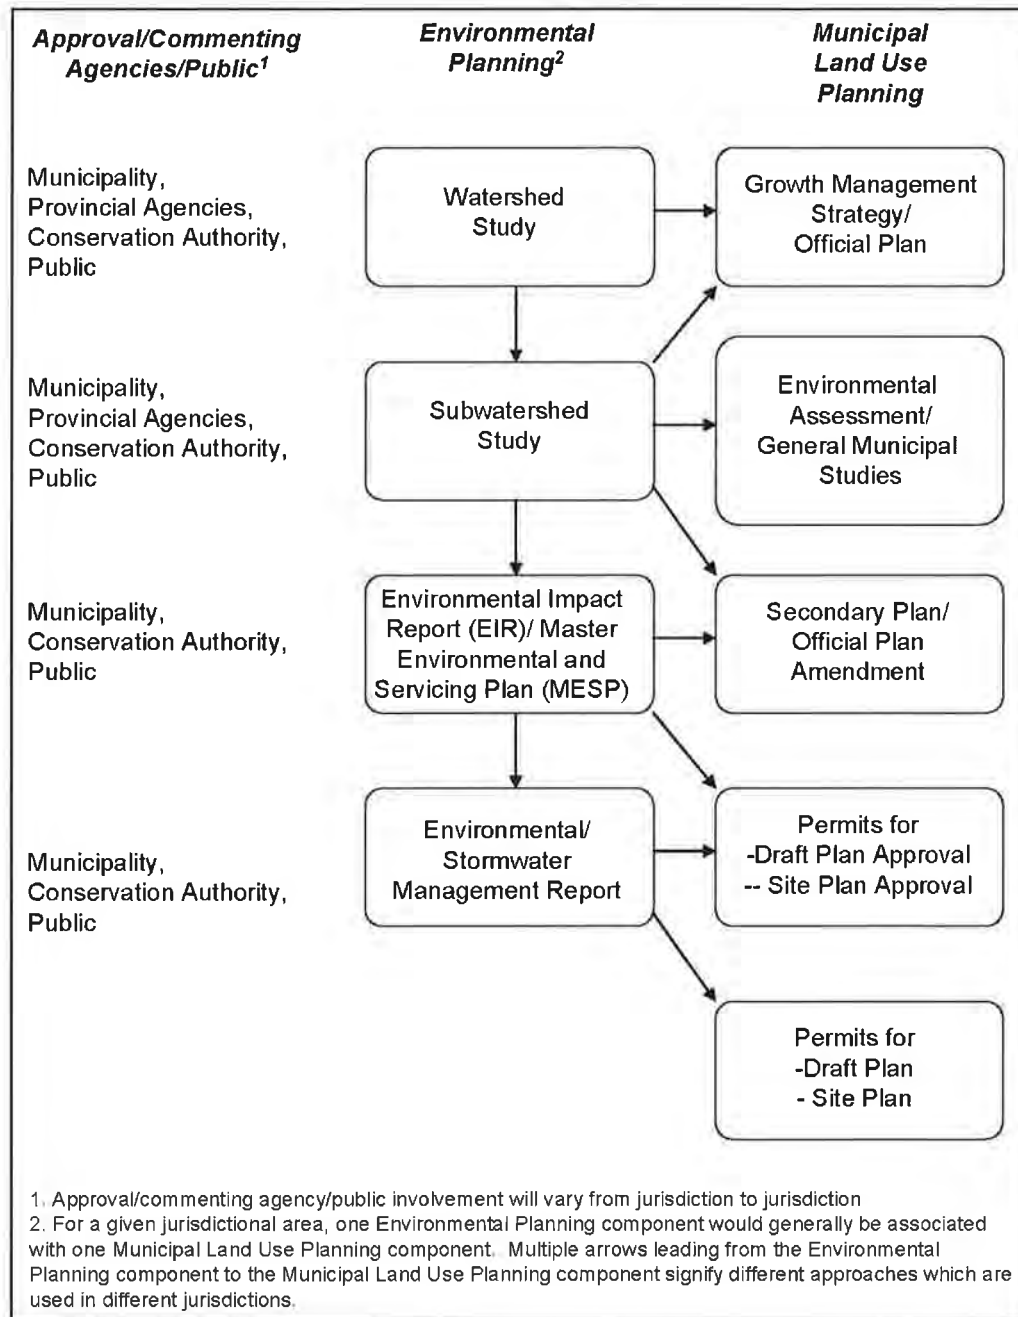 Approval/Commenting
Agencies/Public1
Environmental
Planning2
Municipal
Land Use
Planning
Municipality,
Provincial Agencies,
Conservation Authority,
Public
Watershed
Study
Growth Management
Strategy/
Official Plan
Municipality,
Provincial Agencies,
Conservation Authority,
Public
Subwatershed
Study
Environmental
Assessment/
General Municipal
Studies
Municipality,
Conservation Authority,
Public
Environmental Impact
Report (EIR)/ Master
Environmental and
Servicing Plan (MESP)
Secondary Plan/
Official Plan
Amendment
Municipality,
Conservation Authority,
Public
Environmental/
Stormwater
Management Report
Permits for
-Draft Plan Approval
-- Site Plan Approval
Permits for
-Draft Plan
- Site Plan
1. Approval/commenting agency/public involvement will vary from jurisdiction to jurisdiction
2. For a given jurisdictional area, one Environmental Planning component would generally be associated
with one Municipal Land Use Planning component. Multiple arrows leading from the Environmental
Planning component to the Municipal Land Use Planning component signify different approaches which are
used in different jurisdictions.